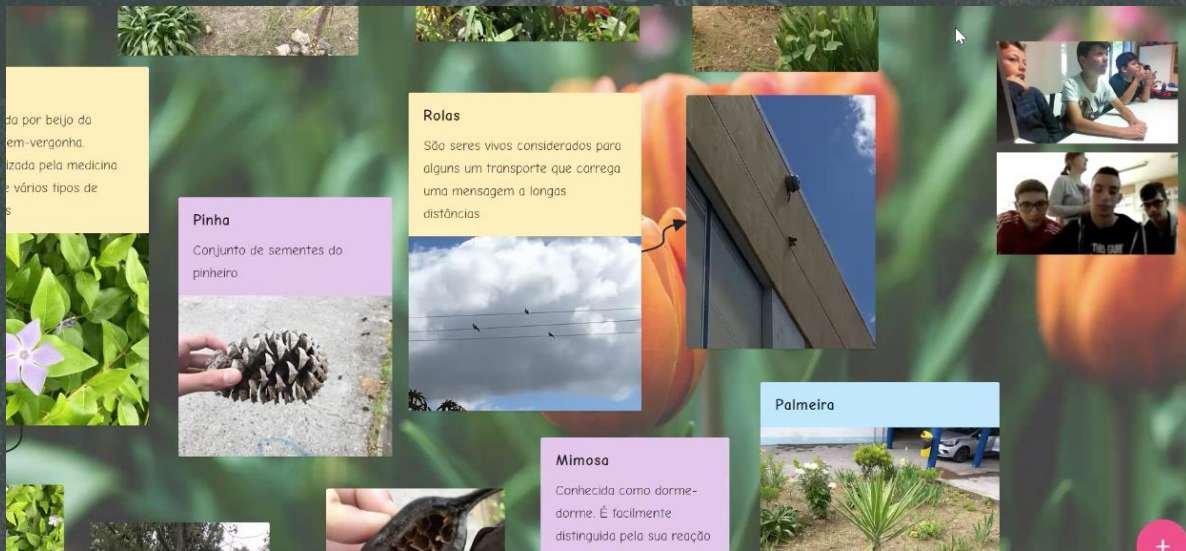 da por beijo da
em-vergonha.
izada pela medicina
e vários tipos de
s
Pinha
Conjunto de sementes do
pinheiro
Rolas
São seres vivos considerados para
alguns um transporte que carrega
uma mensagem a longas
distâncias
Mimosa
Conhecida como dorme-
dorme. É facilmente
distinguida pela sua reação
Palmeira